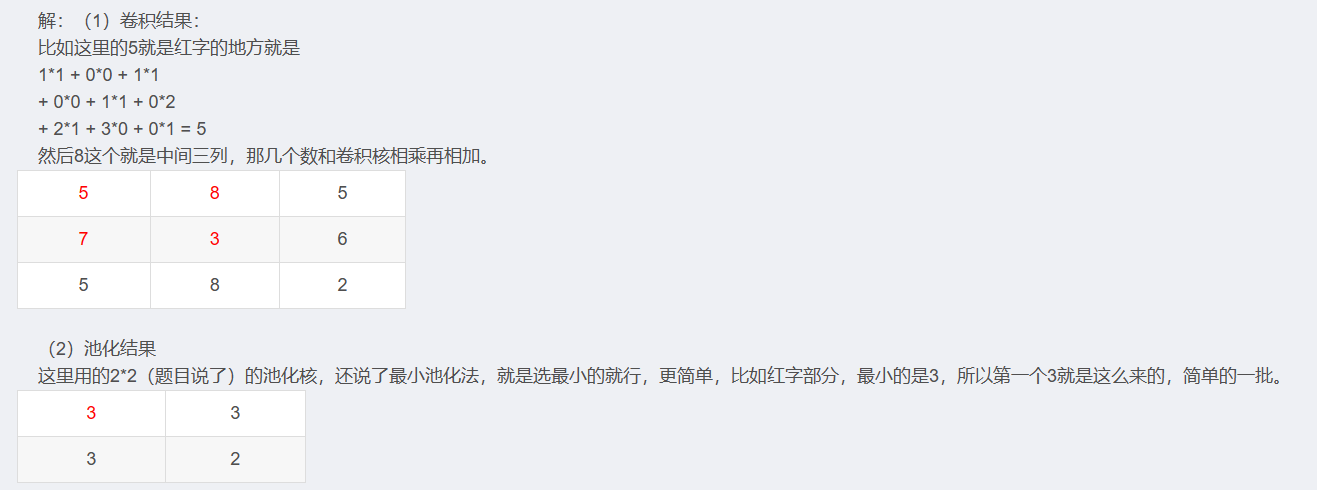 解：（1）卷积结果：
比如这里的5就是红字的地方就是
1*1 + 0*0 + 1*1
+ 0*0 + 1*1 + 0*2
+ 2*1 + 3*0 + 0*1 = 5
然后8这个就是中间三列，那几个数和卷积核相乘再相加。
5 8 5
7 3 6
5 8 2
（2）池化结果
这里用的2*2（题目说了）的池化核，还说了最小池化法，就是选最小的就行，更简单，比如红字部分，最小的是3，所以第一个3就是这么来的，简单的一批。
3 3
3 2